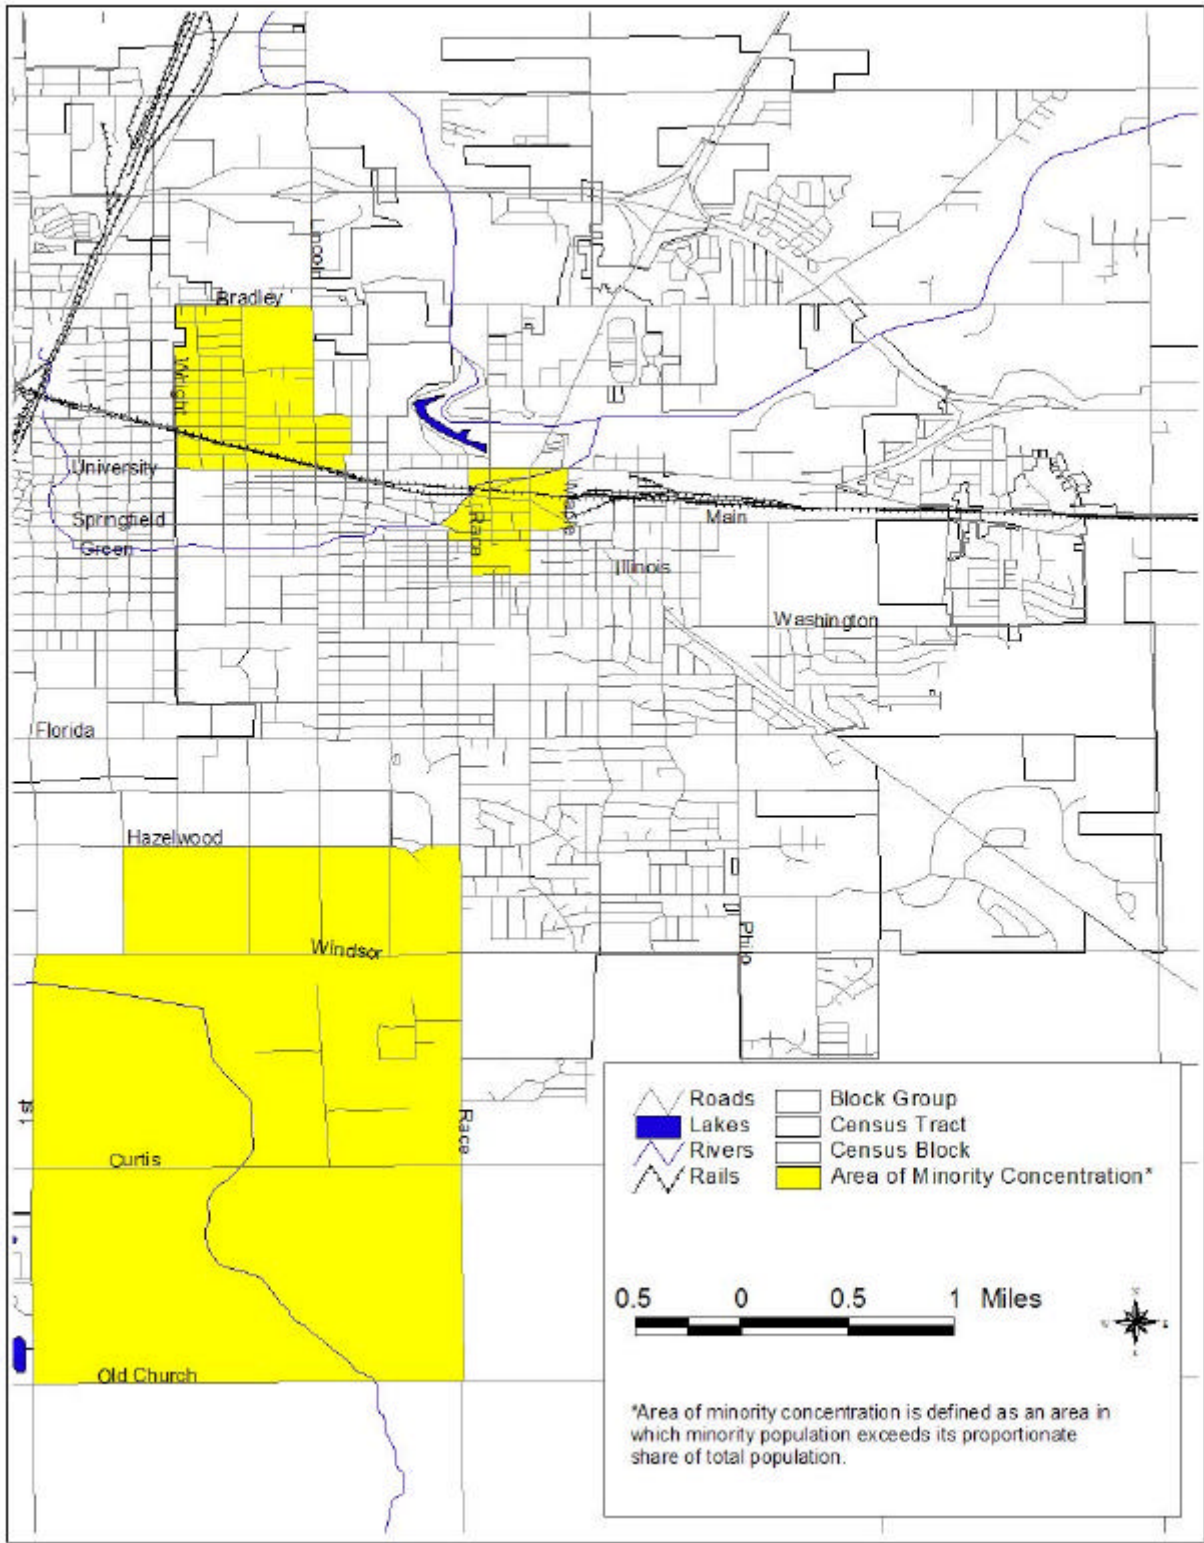 Lincoln
Bradley
Wright
University
Springfield
Green
Race
Main
Illinois
Washington
Florida
Hazelwood
Windsor
Philo
1st
Race
Curtis
Old Church
Roads
Lakes
Rivers
Rails
Block Group
Census Tract
Census Block
Area of Minority Concentration*
0.5 0 0.5 1 Miles
*Area of minority concentration is defined as an area in
which minority population exceeds its proportionate
share of total population.